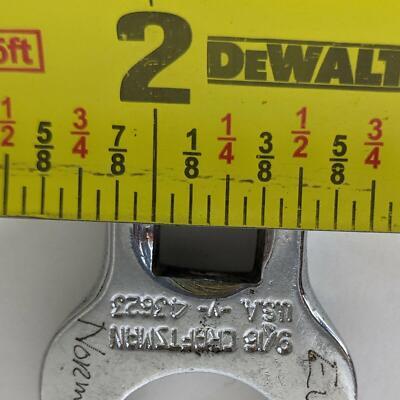 5ft
2 DEWALT
1/2 5/8 3/4 7/8 1/8 1/4 3/8 1/2 5/8 3/4
U.S.A. -V- 43623
9/16 CRAFTSMAN